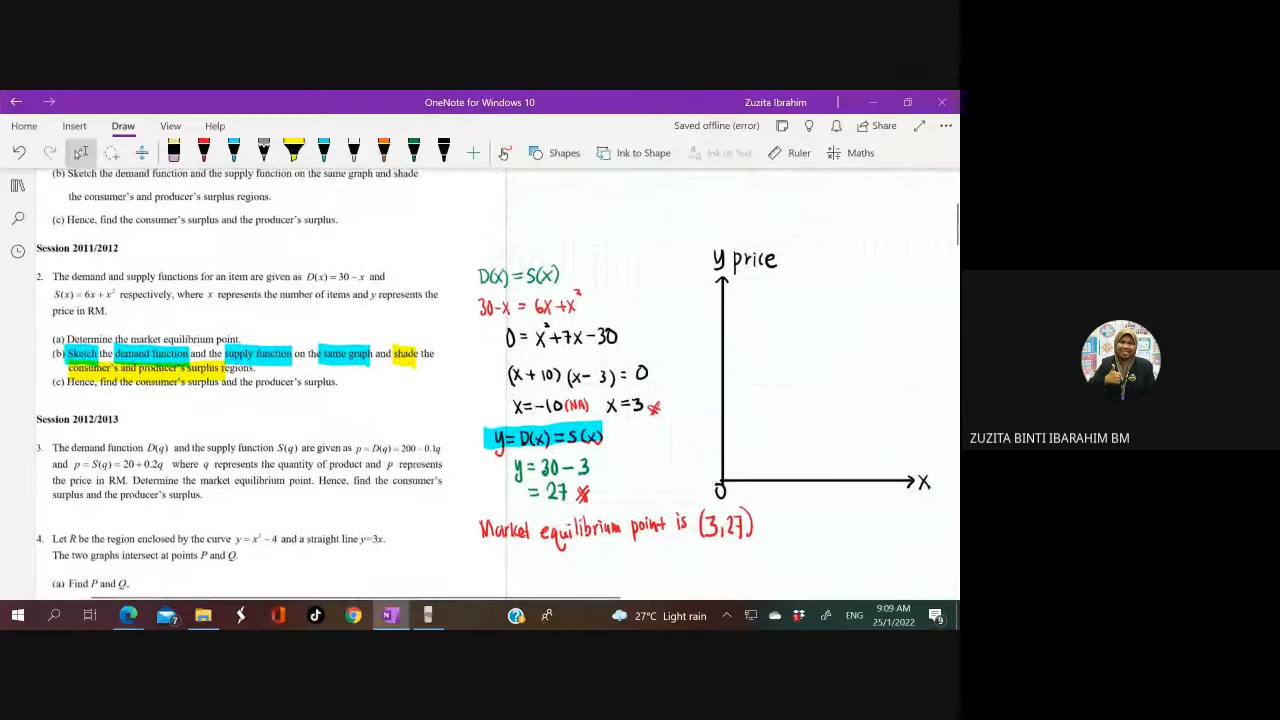 OneNote for Windows 10
Zuzita Ibrahim
Home Insert Draw View Help
Saved offline (error)
Share
Shapes
Ink to Shape
Ink to Text
Ruler
Maths
(b) Sketch the demand function and the supply function on the same graph and shade
the consumer's and producer's surplus regions.
(c) Hence, find the consumer's surplus and the producer's surplus.
Session 2011/2012
2. The demand and supply functions for an item are given as D(x) = 30 − x and
S(x) = 6x + x² respectively, where x represents the number of items and y represents the
price in RM.
(a) Determine the market equilibrium point.
(b) Sketch the demand function and the supply function on the same graph and shade the
consumer's and producer's surplus regions.
(c) Hence, find the consumer's surplus and the producer's surplus.
Session 2012/2013
3. The demand function D(q) and the supply function S(q) are given as p = D(q) = 200 − 0.1q
and p = S(q) = 20 + 0.2q where q represents the quantity of product and p represents
the price in RM. Determine the market equilibrium point. Hence, find the consumer's
surplus and the producer's surplus.
4. Let R be the region enclosed by the curve y = x² − 4 and a straight line y=3x.
The two graphs intersect at points P and Q.
(a) Find P and Q.
D(x) = S(x)
30 − x = 6x + x²
0 = x² + 7x − 30
(x + 10) (x − 3) = 0
x = −10 (NA) x = 3
y = D(x) = S(x)
y = 30 − 3
= 27
Market equilibrium point is (3,27)
y price
0
x
ZUZITA BINTI IBARAHIM BM
27°C Light rain
ENG
9:09 AM
25/1/2022
7
9